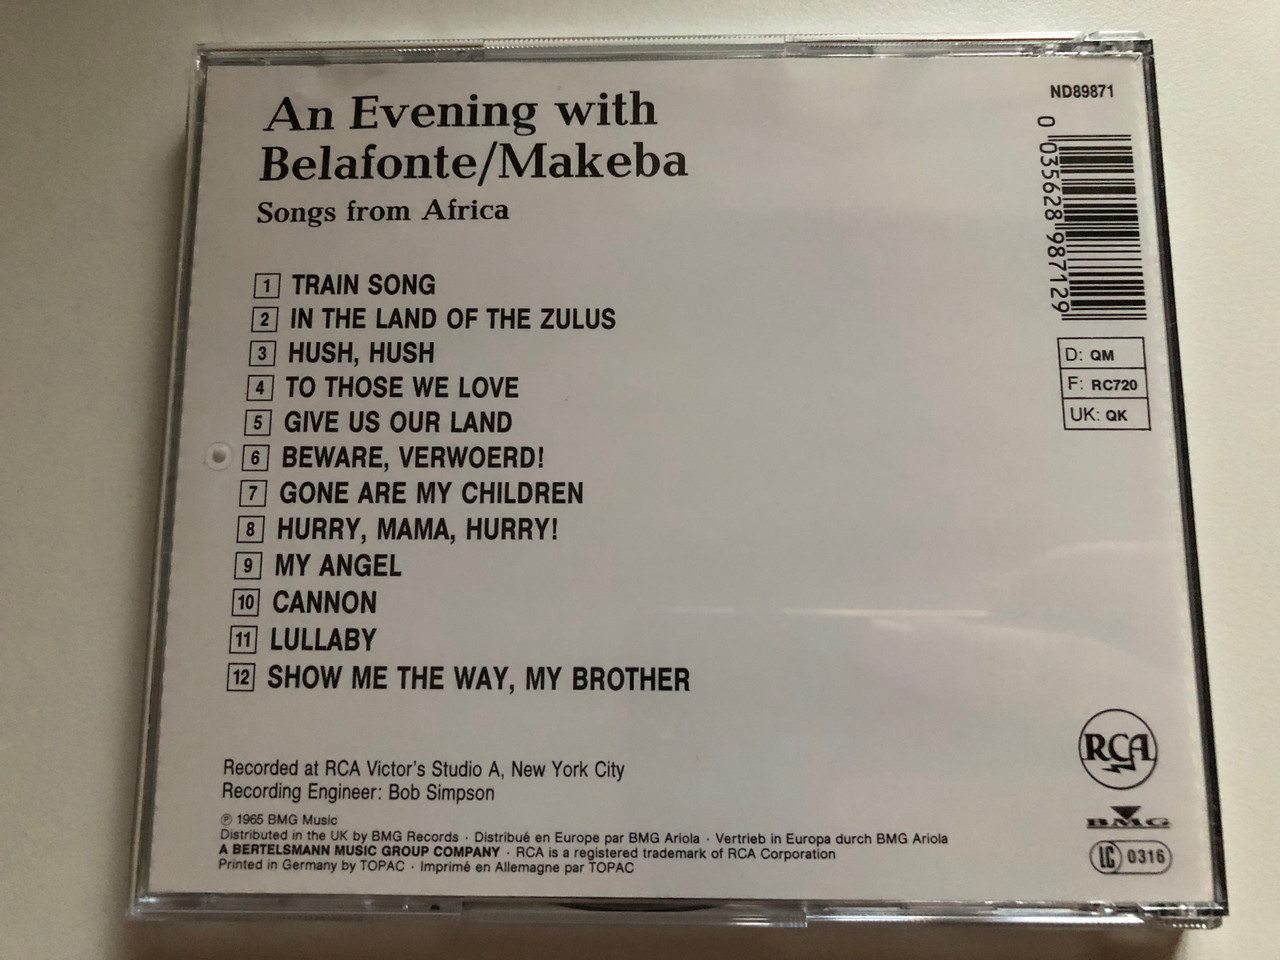 An Evening with
Belafonte/Makeba
Songs from Africa
1 TRAIN SONG
2 IN THE LAND OF THE ZULUS
3 HUSH, HUSH
4 TO THOSE WE LOVE
5 GIVE US OUR LAND
6 BEWARE, VERWOERD!
7 GONE ARE MY CHILDREN
8 HURRY, MAMA, HURRY!
9 MY ANGEL
10 CANNON
11 LULLABY
12 SHOW ME THE WAY, MY BROTHER
Recorded at RCA Victor's Studio A, New York City
Recording Engineer: Bob Simpson
℗ 1965 BMG Music
Distributed in the UK by BMG Records · Distribué en Europe par BMG Ariola · Vertrieb in Europa durch BMG Ariola
A BERTELSMANN MUSIC GROUP COMPANY · RCA is a registered trademark of RCA Corporation
Printed in Germany by TOPAC · Imprimé en Allemagne par TOPAC
ND89871
0 035628 987129
D: QM
F: RC720
UK: QK
RCA
BMG
LC 0316